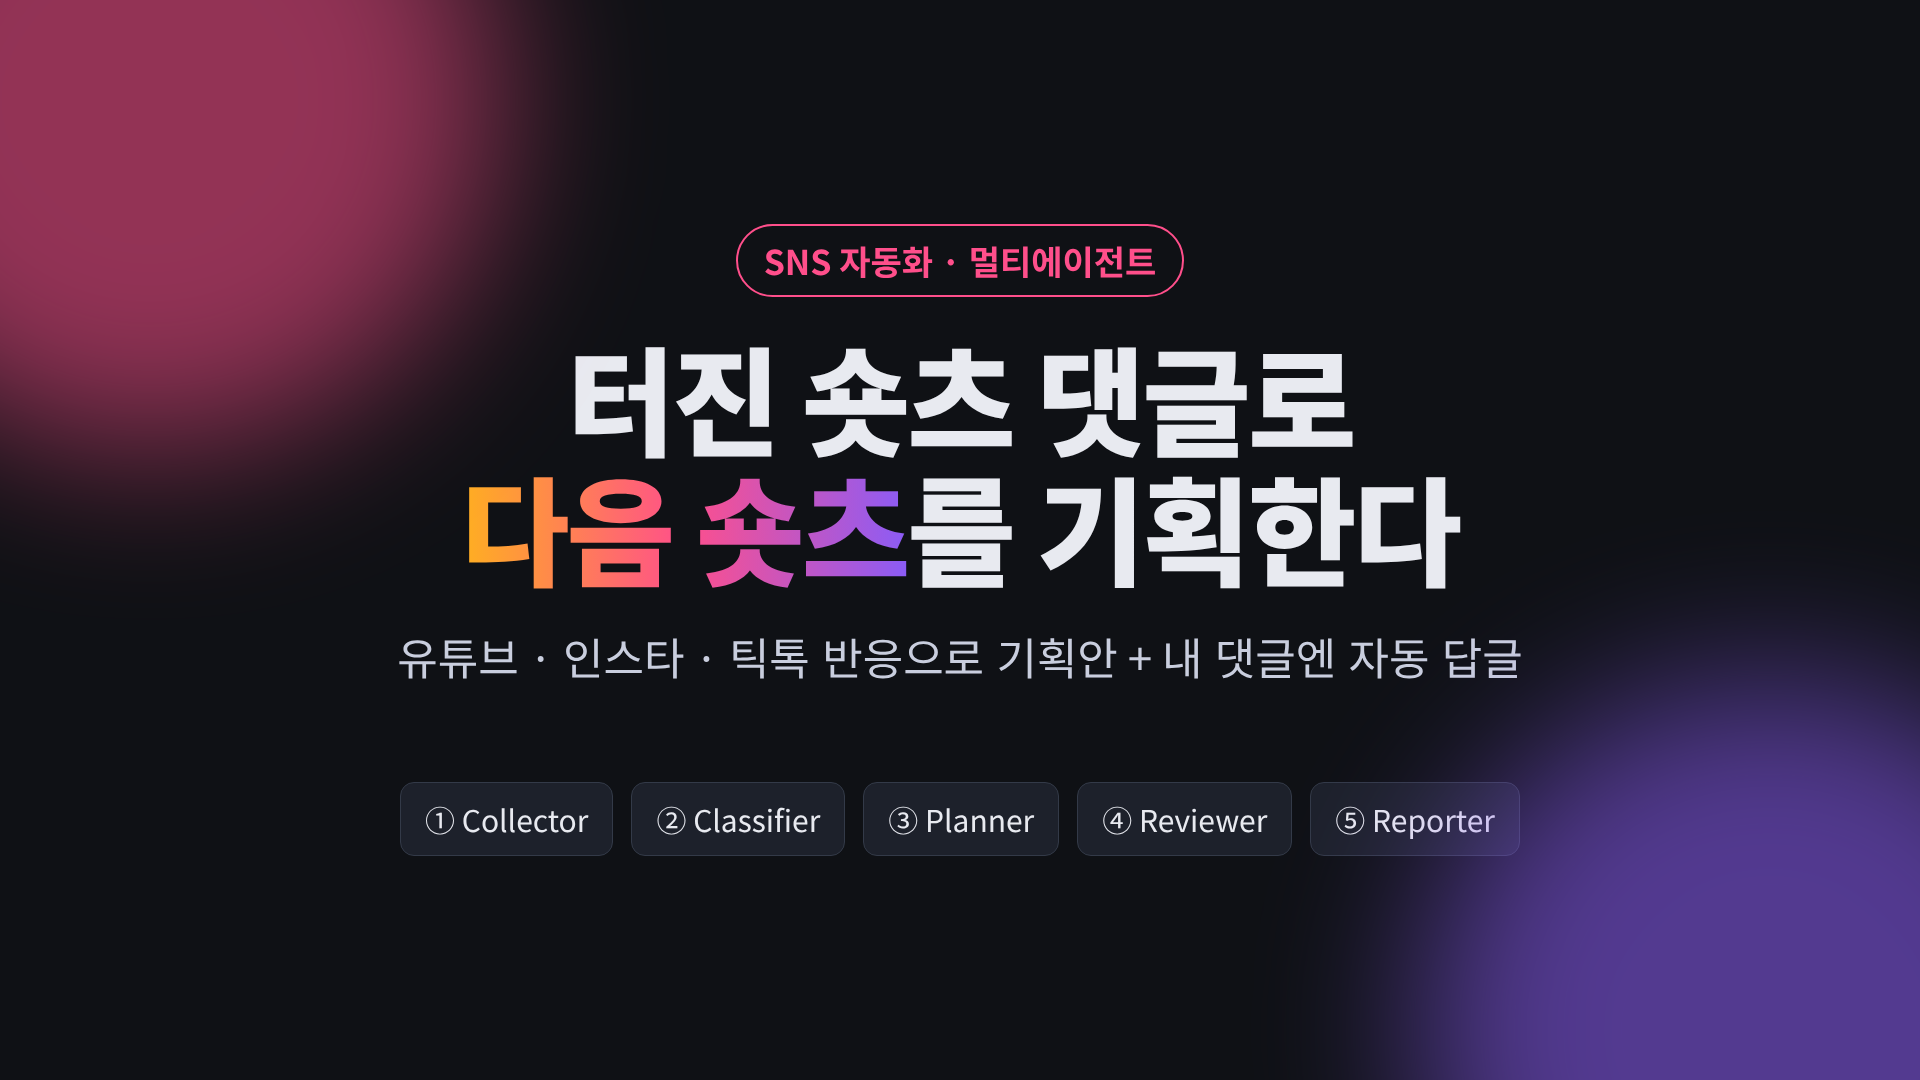 SNS 자동화 · 멀티에이전트
터진 숏츠 댓글로
다음 숏츠를 기획한다
유튜브 · 인스타 · 틱톡 반응으로 기획안 + 내 댓글엔 자동 답글
① Collector ② Classifier ③ Planner ④ Reviewer ⑤ Reporter